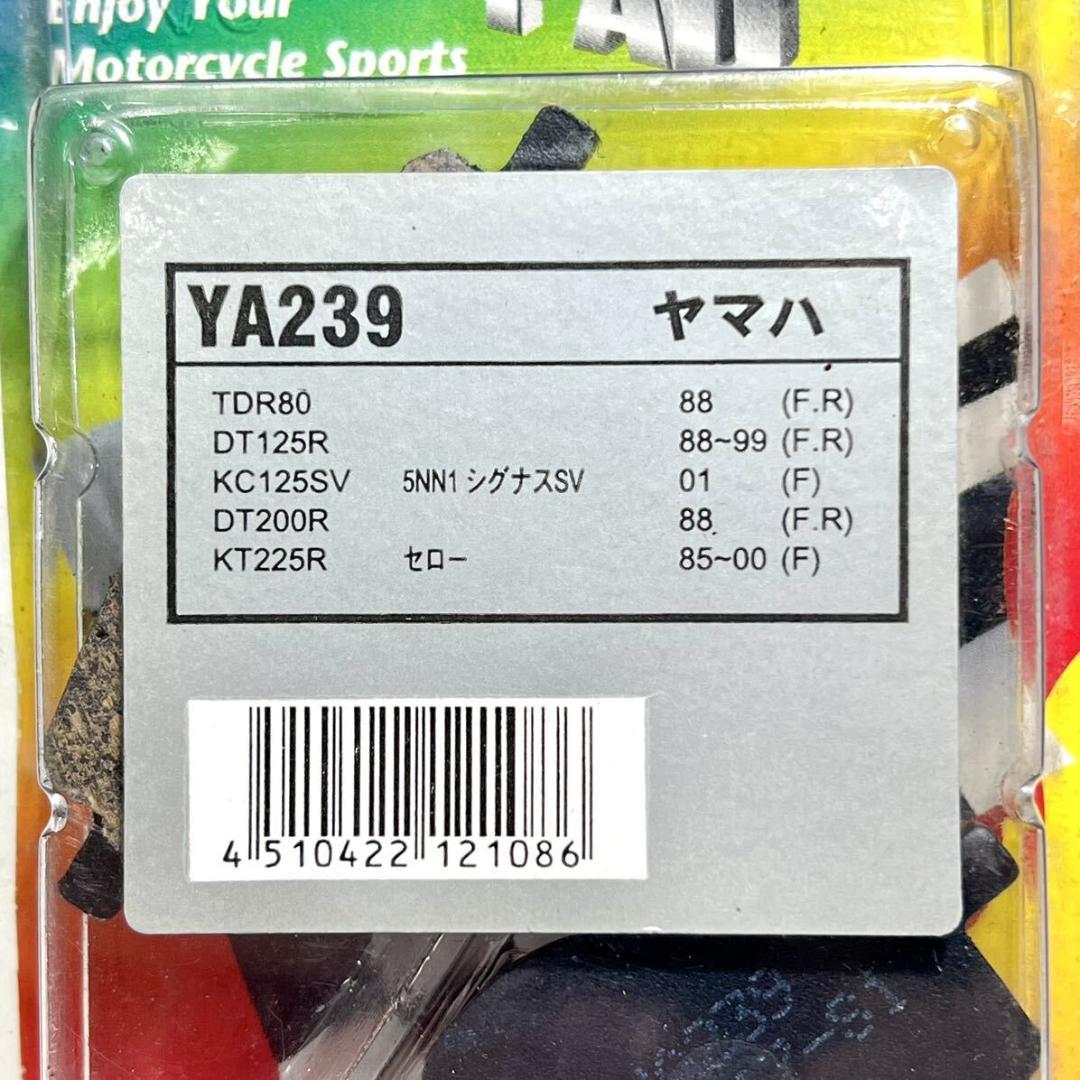 Enjoy Your
Motorcycle Sports
PAD
YA239 ヤマハ
TDR80 88 (F.R)
DT125R 88~99 (F.R)
KC125SV 5NN1 シグナスSV 01 (F)
DT200R 88 (F.R)
KT225R セロー 85~00 (F)
4 510422 121086